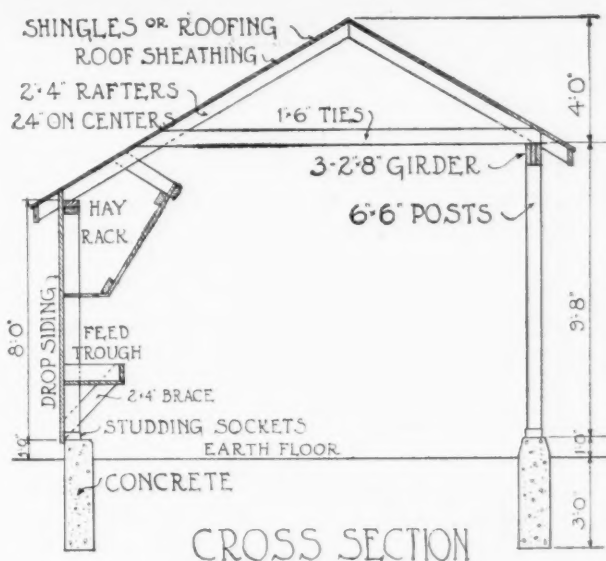 SHINGLES OR ROOFING
ROOF SHEATHING
2"×4" RAFTERS
24" ON CENTERS
1"×6" TIES
3-2"×8" GIRDER
6"×6" POSTS
4'-0"
HAY
RACK
8'-0"
DROP SIDING
FEED
TROUGH
2"×4" BRACE
9'-8"
STUDDING SOCKETS
EARTH FLOOR
1'-0"
1'-0"
CONCRETE
3'-0"
CROSS SECTION